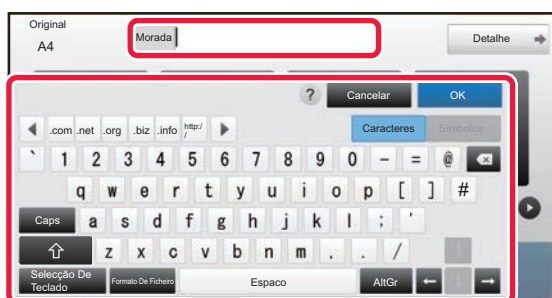 Original
A4
Morada
Detalhe
? Cancelar OK
.com .net .org .biz .info http:/
/
Caracteres Símbolos
` 1 2 3 4 5 6 7 8 9 0 - = @
q w e r t y u i o p [ ] #
Caps a s d f g h j k l ; '
z x c v b n m . . /
Selecção De
Teclado
Formato De Ficheiro Espaco AltGr